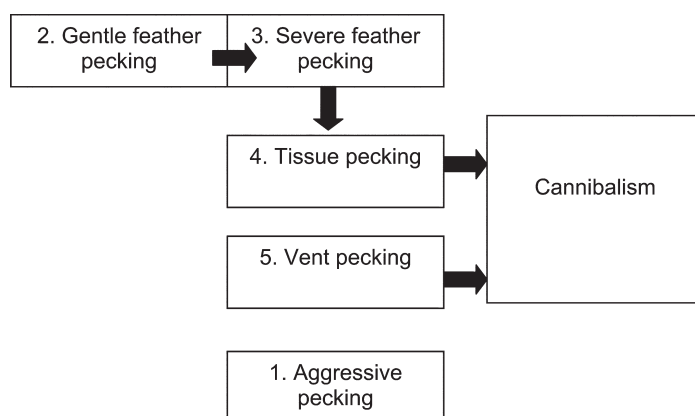 2. Gentle feather
pecking
3. Severe feather
pecking
4. Tissue pecking
Cannibalism
5. Vent pecking
1. Aggressive
pecking